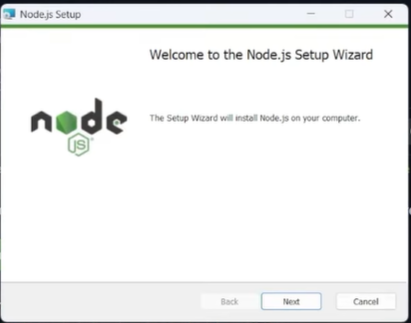 Node.js Setup
Welcome to the Node.js Setup Wizard
The Setup Wizard will install Node.js on your computer.
node
JS
Back
Next
Cancel